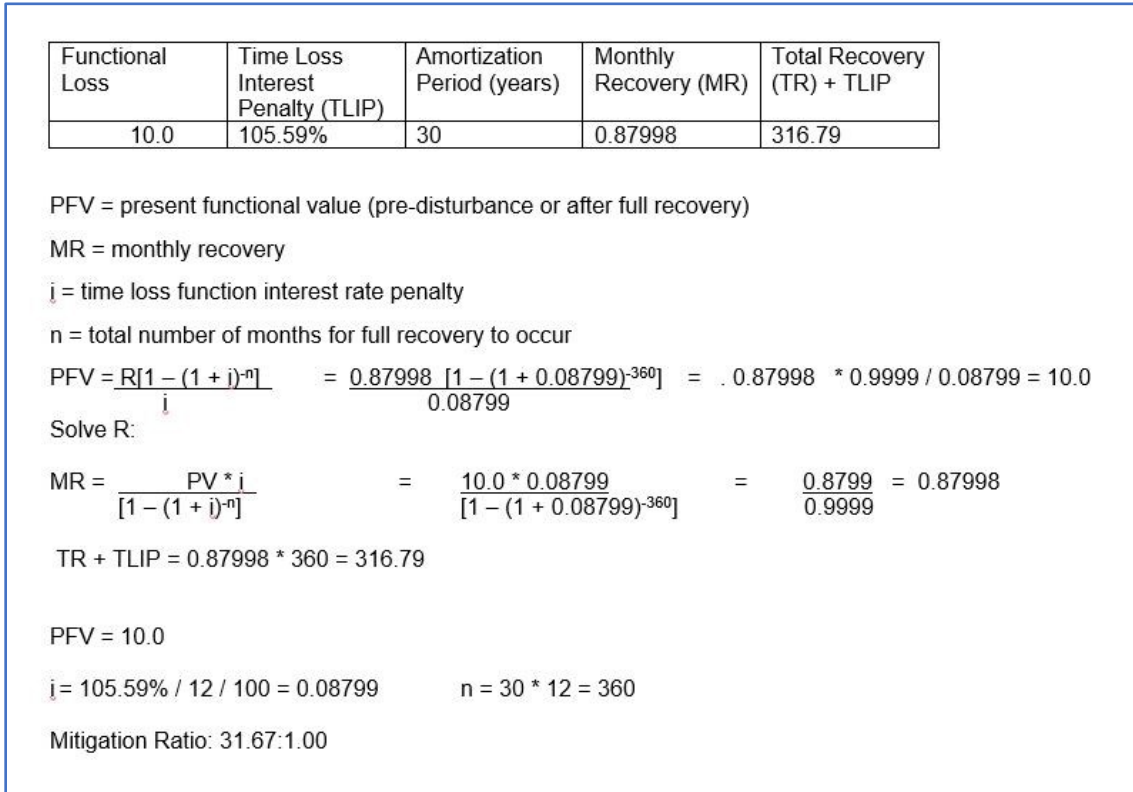 Functional Loss | Time Loss Interest Penalty (TLIP) | Amortization Period (years) | Monthly Recovery (MR) | Total Recovery (TR) + TLIP
10.0 | 105.59% | 30 | 0.87998 | 316.79
PFV = present functional value (pre-disturbance or after full recovery)
MR = monthly recovery
i = time loss function interest rate penalty
n = total number of months for full recovery to occur
PFV = R[1 – (1 + i)-n] = 0.87998 [1 – (1 + 0.08799)-360] = . 0.87998 * 0.9999 / 0.08799 = 10.0
i 0.08799
Solve R:
MR = PV * i = 10.0 * 0.08799 = 0.8799 = 0.87998
[1 – (1 + i)-n] [1 – (1 + 0.08799)-360] 0.9999
TR + TLIP = 0.87998 * 360 = 316.79
PFV = 10.0
i = 105.59% / 12 / 100 = 0.08799 n = 30 * 12 = 360
Mitigation Ratio: 31.67:1.00